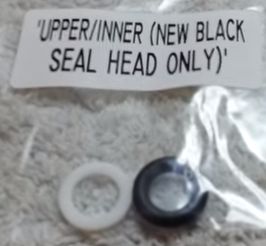 'UPPER/INNER (NEW BLACK
SEAL HEAD ONLY)'